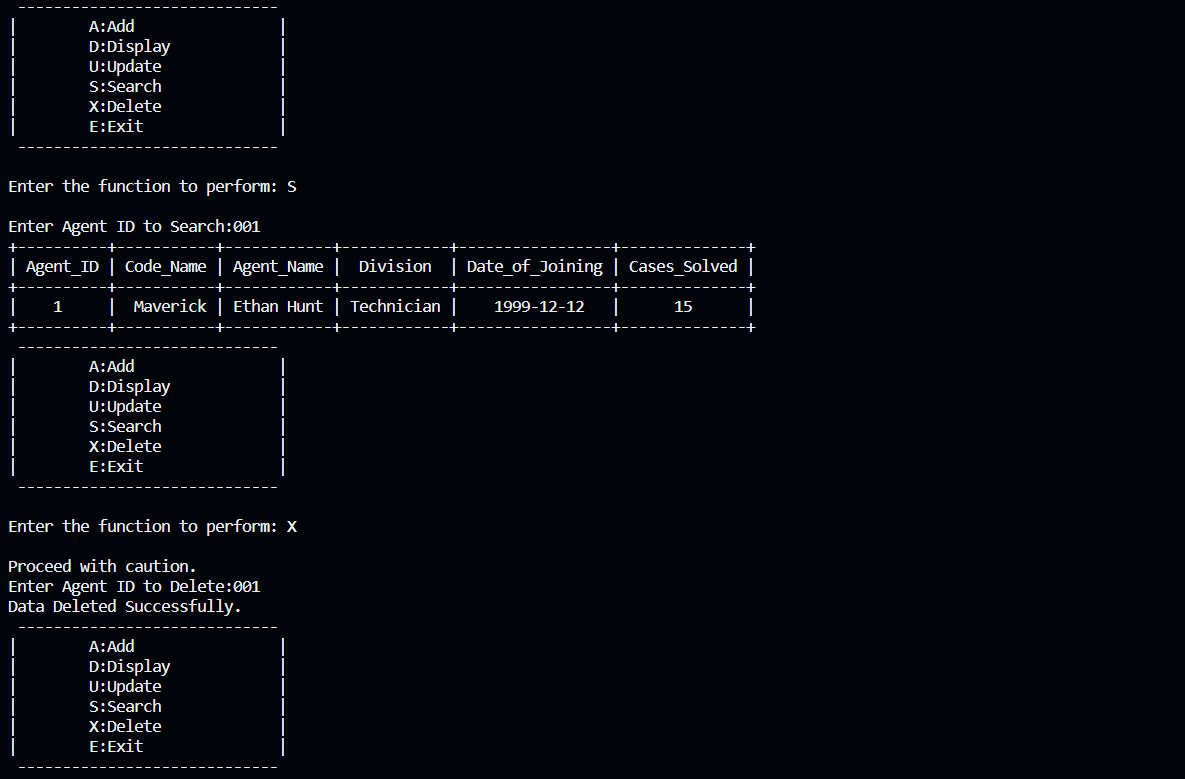 -----------------------------
|        A:Add                |
|        D:Display            |
|        U:Update             |
|        S:Search             |
|        X:Delete             |
|        E:Exit               |
 -----------------------------
Enter the function to perform: S
Enter Agent ID to Search:001
+----------+-----------+------------+------------+-----------------+--------------+
| Agent_ID | Code_Name | Agent_Name |  Division  | Date_of_Joining | Cases_Solved |
+----------+-----------+------------+------------+-----------------+--------------+
|    1     |  Maverick | Ethan Hunt | Technician |    1999-12-12   |      15      |
+----------+-----------+------------+------------+-----------------+--------------+
 -----------------------------
|        A:Add                |
|        D:Display            |
|        U:Update             |
|        S:Search             |
|        X:Delete             |
|        E:Exit               |
 -----------------------------
Enter the function to perform: X
Proceed with caution.
Enter Agent ID to Delete:001
Data Deleted Successfully.
 -----------------------------
|        A:Add                |
|        D:Display            |
|        U:Update             |
|        S:Search             |
|        X:Delete             |
|        E:Exit               |
 -----------------------------